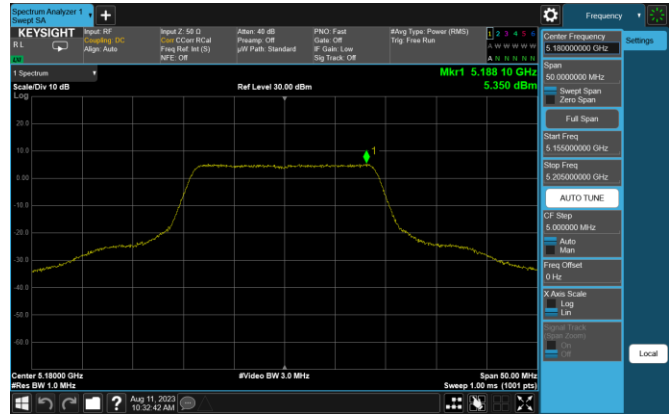 Spectrum Analyzer 1
Swept SA
+
Frequency
KEYSIGHT
RL
LW
Input: RF
Coupling: DC
Align: Auto
Input Z: 50 Ω
Corr CCorr RCal
Freq Ref: Int (S)
NFE: Off
Atten: 40 dB
Preamp: Off
µW Path: Standard
PNO: Fast
Gate: Off
IF Gain: Low
Sig Track: Off
#Avg Type: Power (RMS)
Trig: Free Run
1 2 3 4 5 6
A W W W W W
A N N N N N
1 Spectrum
Scale/Div 10 dB
Log
Ref Level 30.00 dBm
Mkr1 5.188 10 GHz
5.350 dBm
20.0
10.0
0.00
-10.0
-20.0
-30.0
-40.0
-50.0
-60.0
1
Center 5.18000 GHz
#Res BW 1.0 MHz
#Video BW 3.0 MHz
Span 50.00 MHz
Sweep 1.00 ms (1001 pts)
Aug 11, 2023
10:32:42 AM
Center Frequency
5.180000000 GHz
Settings
Span
50.0000000 MHz
Swept Span
Zero Span
Full Span
Start Freq
5.155000000 GHz
Stop Freq
5.205000000 GHz
AUTO TUNE
CF Step
5.000000 MHz
Auto
Man
Freq Offset
0 Hz
X Axis Scale
Log
Lin
Signal Track
(Span Zoom)
On
Off
Local